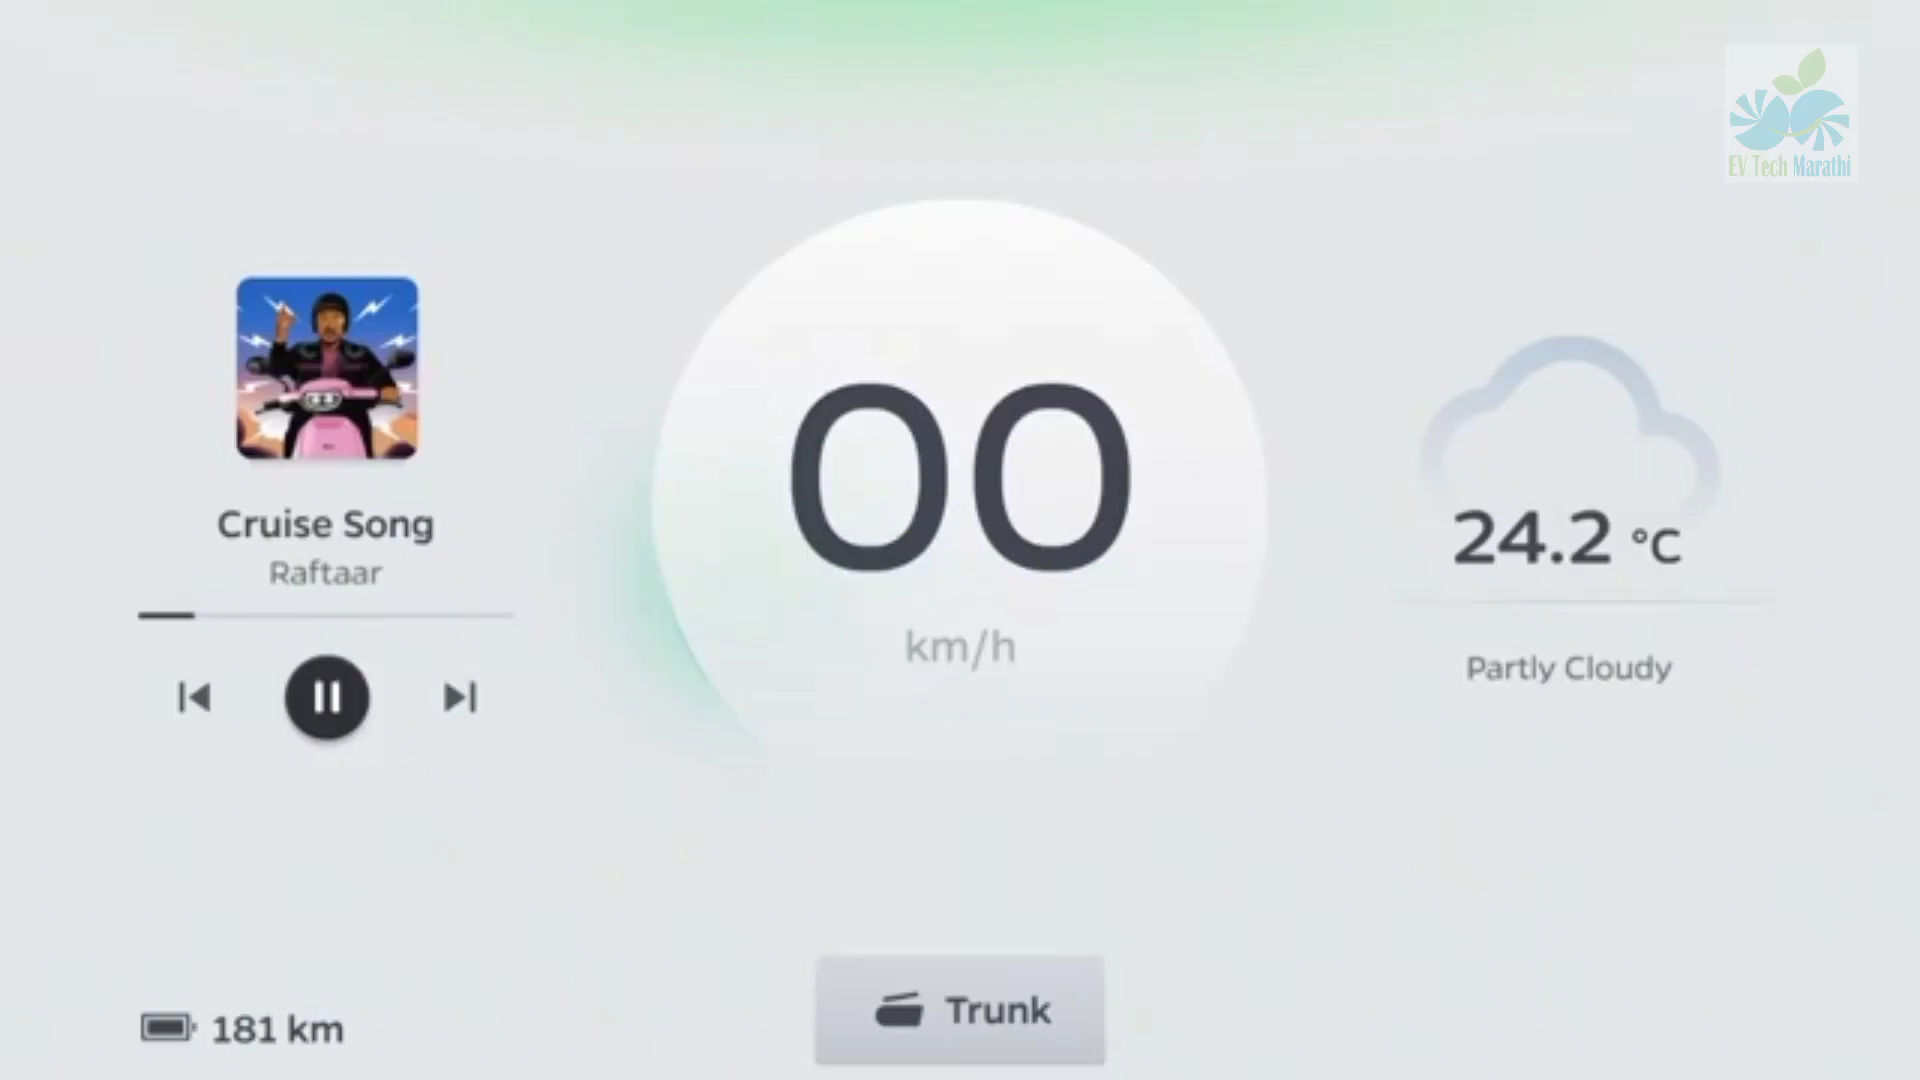 EV Tech Marathi
00
km/h
Cruise Song
Raftaar
24.2 °C
Partly Cloudy
181 km
Trunk